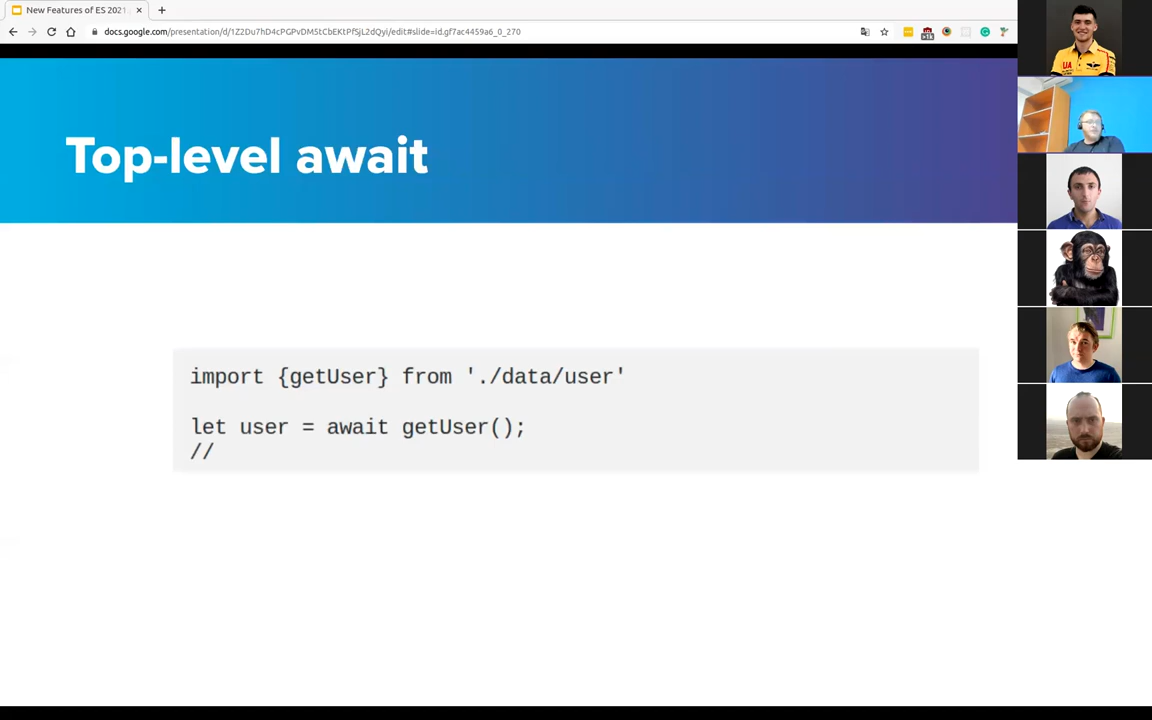 New Features of ES 2021
docs.google.com/presentation/d/1Z2Du7hD4cPGPvDM5tCbEKtPfSjL2dQyi/edit#slide=id.gf7ac4459a6_0_270
Top-level await
import {getUser} from './data/user'
let user = await getUser();
//
UA